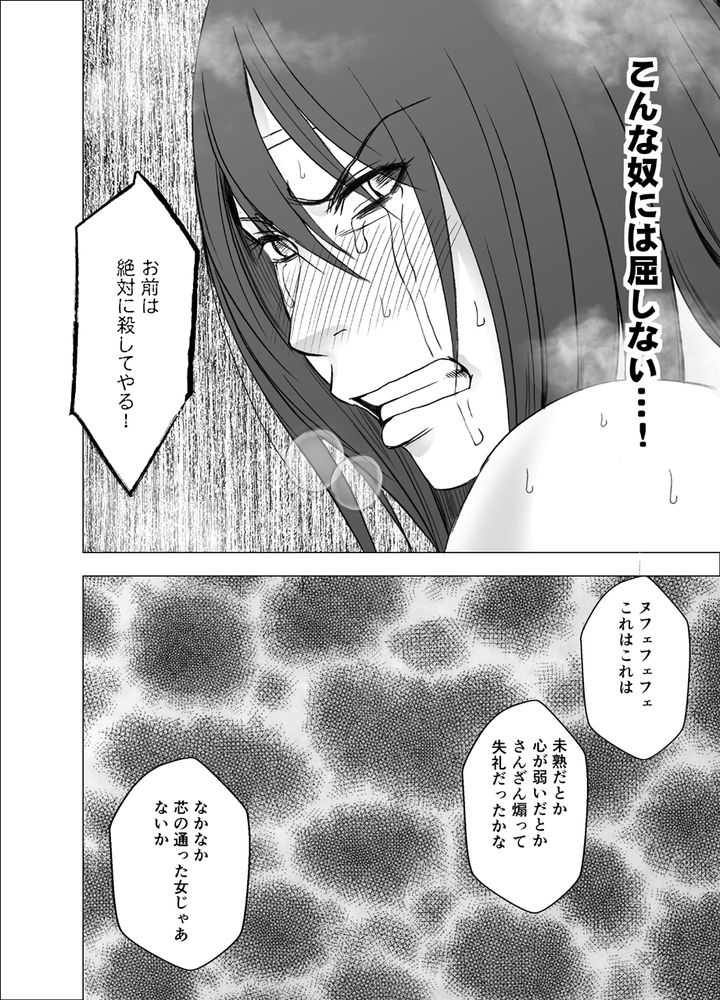 こんな奴には屈しない…!
お前は
絶対に殺してやる!
ヌフェフェフェ
これはこれは
未熟だとか
心が弱いだとか
さんざん煽って
失礼だったかな
なかなか
芯の通った女じゃあ
ないか